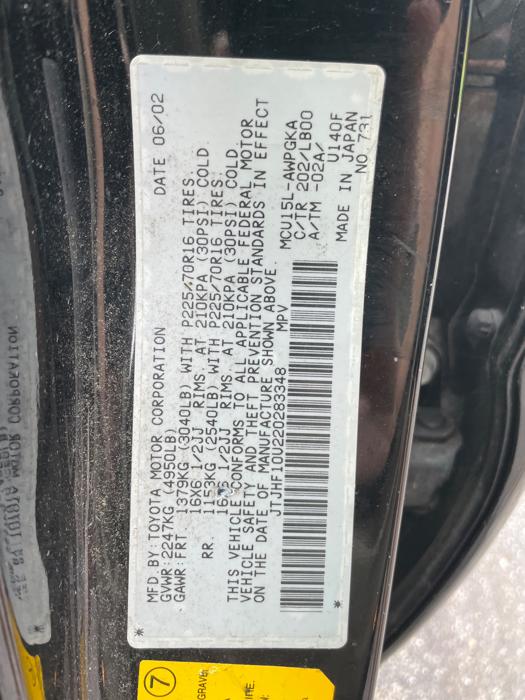 MFD.BY:TOYOTA MOTOR CORPORATION DATE 06/02
GVWR:2247KG (4950LB)
GAWR:FRT 1379KG (3040LB) WITH P225/70R16 TIRES,
16X6 1/2JJ RIMS, AT 210KPA (30PSI) COLD.
RR. 1153KG (2540LB) WITH P225/70R16 TIRES,
16X6 1/2JJ RIMS, AT 210KPA (30PSI) COLD.
THIS VEHICLE CONFORMS TO ALL APPLICABLE FEDERAL MOTOR
VEHICLE SAFETY AND THEFT PREVENTION STANDARDS IN EFFECT
ON THE DATE OF MANUFACTURE SHOWN ABOVE.
JTJHF10U220283348 MPV
MCU15L-AWPGKA
C/TR 202/LB00
A/TM -02A/
U140F
MADE IN JAPAN
NO 731
7